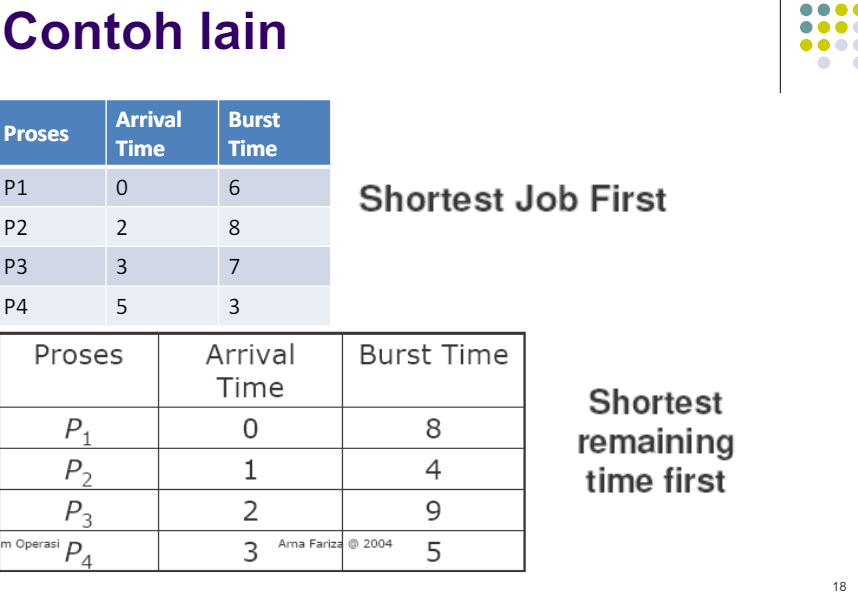 Contoh lain
Proses Arrival Time Burst Time
P1 0 6
P2 2 8
P3 3 7
P4 5 3
Shortest Job First
Proses Arrival Time Burst Time
P1 0 8
P2 1 4
P3 2 9
P4 3 5
Shortest
remaining
time first
m Operasi
Arna Fariza @ 2004
18